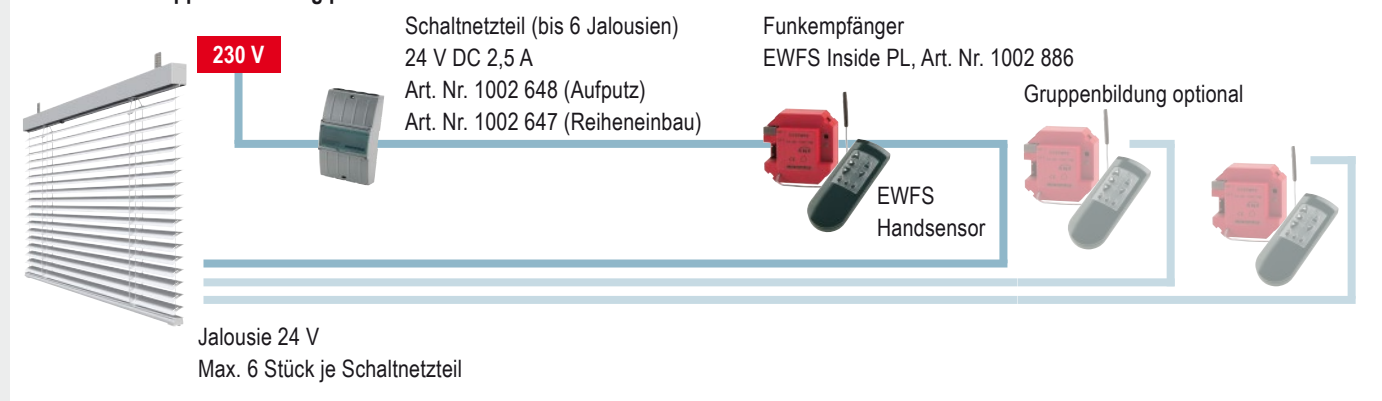 230 V
Schaltnetzteil (bis 6 Jalousien)
24 V DC 2,5 A
Art. Nr. 1002 648 (Aufputz)
Art. Nr. 1002 647 (Reiheneinbau)
Funkempfänger
EWFS Inside PL, Art. Nr. 1002 886
Gruppenbildung optional
EWFS
Handsensor
Jalousie 24 V
Max. 6 Stück je Schaltnetzteil